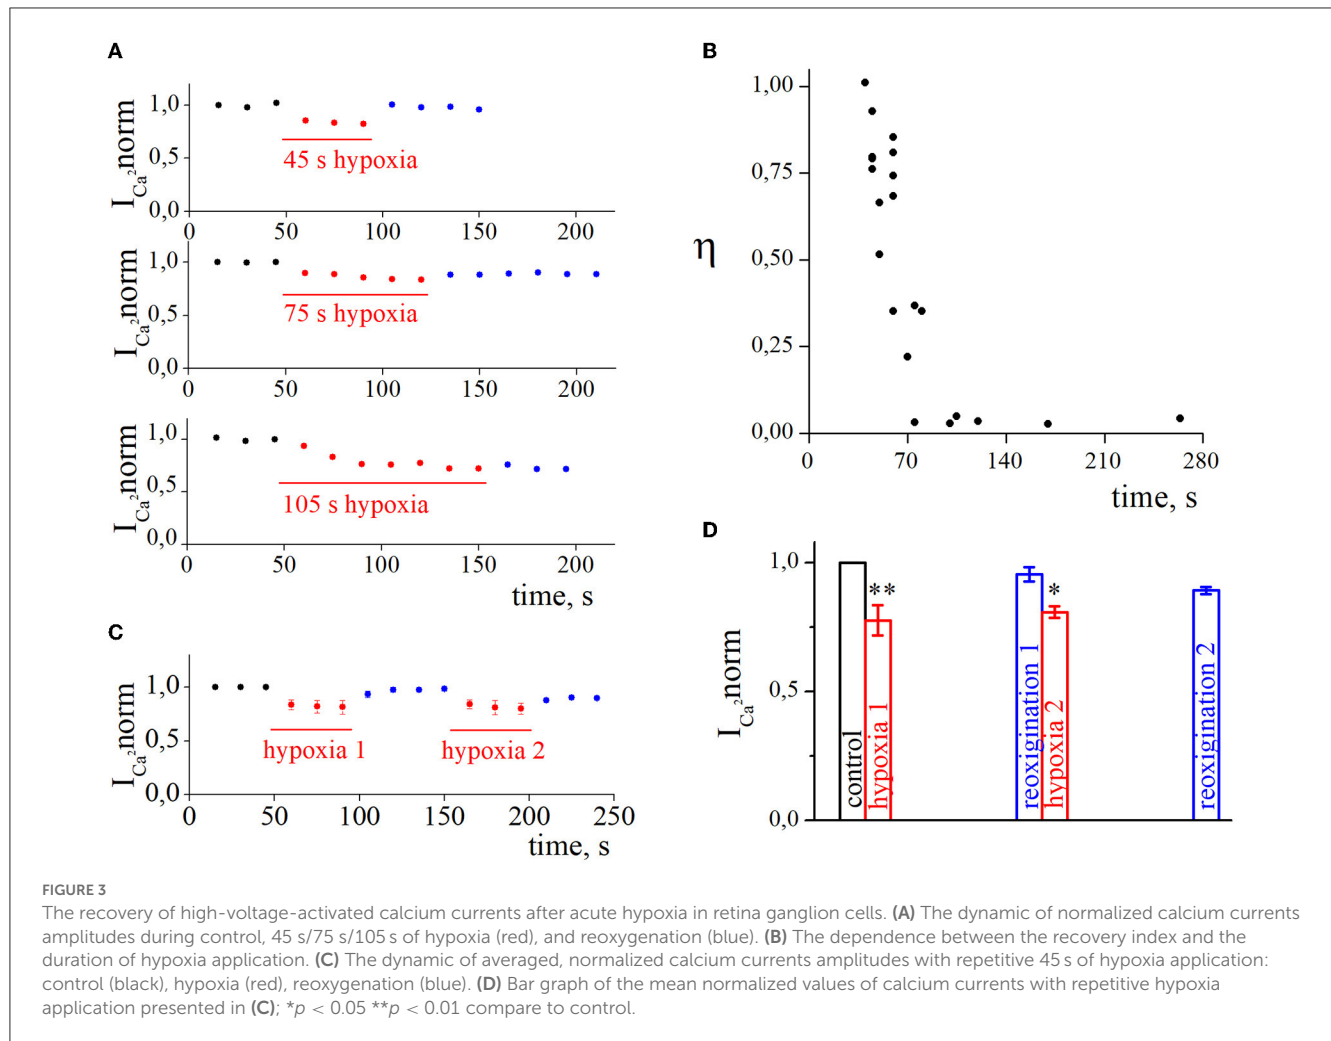 A
I_Ca²norm
1,0
0,5
0,0
45 s hypoxia
0 50 100 150 200
I_Ca²norm
1,0
0,5
0,0
75 s hypoxia
0 50 100 150 200
I_Ca²norm
1,0
0,5
0,0
105 s hypoxia
0 50 100 150 200
time, s
B
η
1,00
0,75
0,50
0,25
0,00
0 70 140 210 280
time, s
C
I_Ca²norm
1,0
0,5
0,0
hypoxia 1 hypoxia 2
0 50 100 150 200 250
time, s
D
I_Ca²norm
1,0
0,5
0,0
** *
control
hypoxia 1
reoxigination 1
hypoxia 2
reoxigination 2
FIGURE 3
The recovery of high-voltage-activated calcium currents after acute hypoxia in retina ganglion cells. (A) The dynamic of normalized calcium currents
amplitudes during control, 45 s/75 s/105 s of hypoxia (red), and reoxygenation (blue). (B) The dependence between the recovery index and the
duration of hypoxia application. (C) The dynamic of averaged, normalized calcium currents amplitudes with repetitive 45 s of hypoxia application:
control (black), hypoxia (red), reoxygenation (blue). (D) Bar graph of the mean normalized values of calcium currents with repetitive hypoxia
application presented in (C); *p < 0.05 **p < 0.01 compare to control.